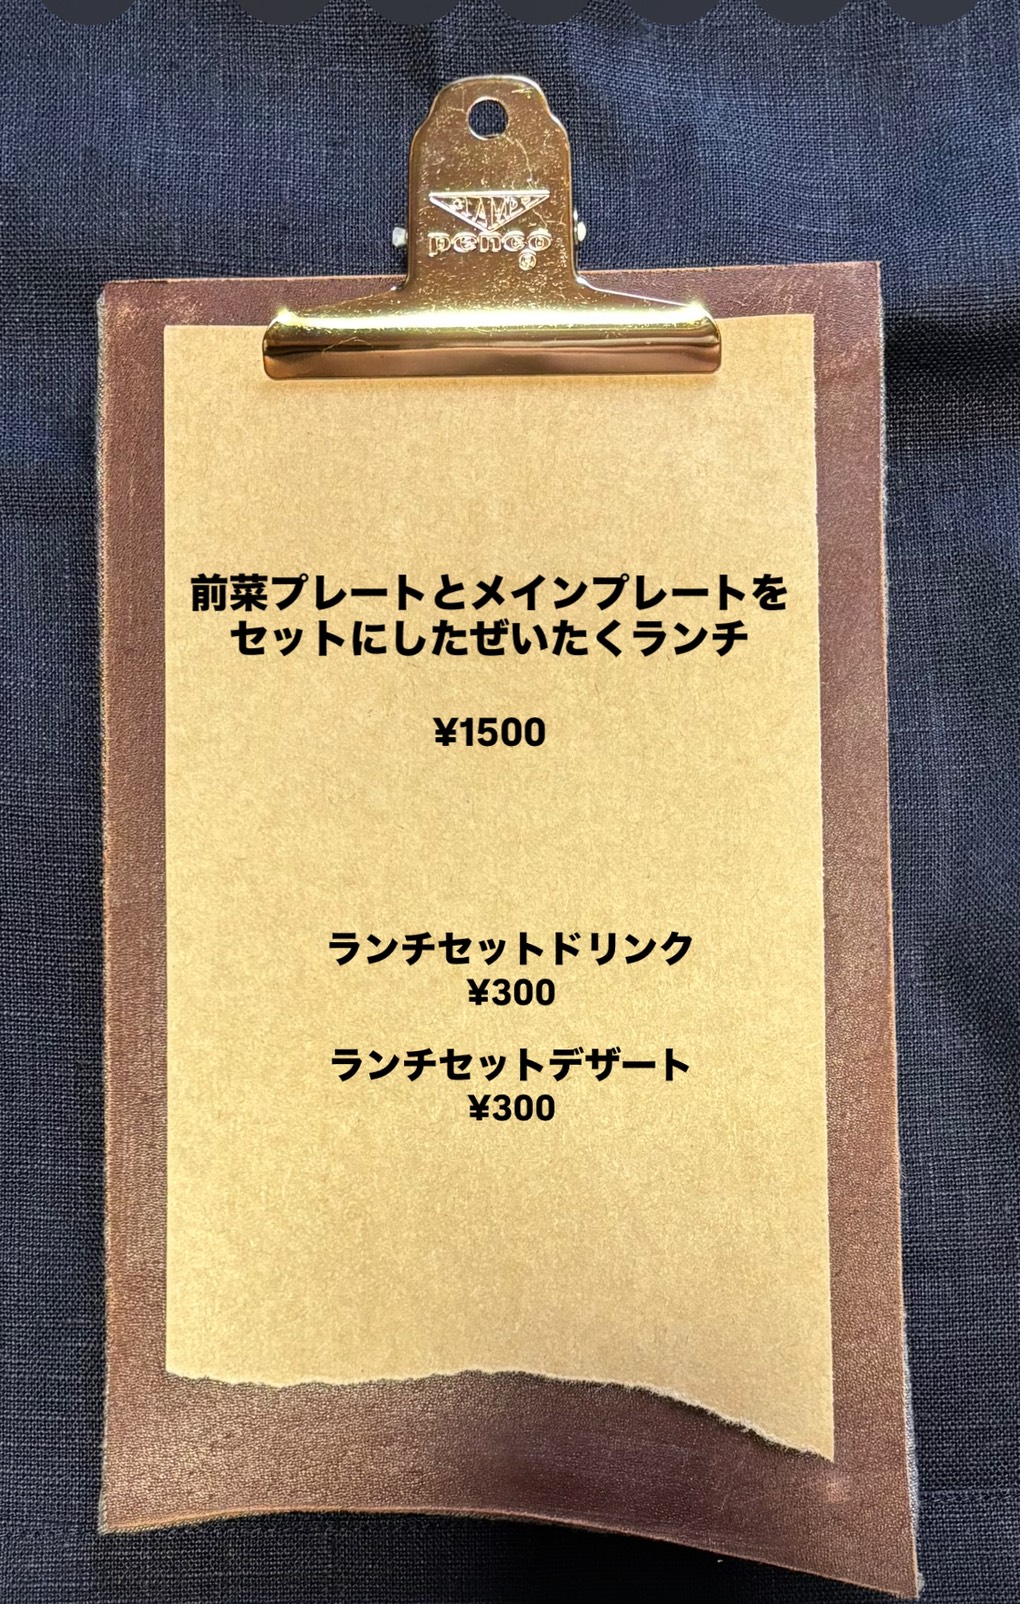 penco
®
前菜プレートとメインプレートを
セットにしたぜいたくランチ
¥1500
ランチセットドリンク
¥300
ランチセットデザート
¥300